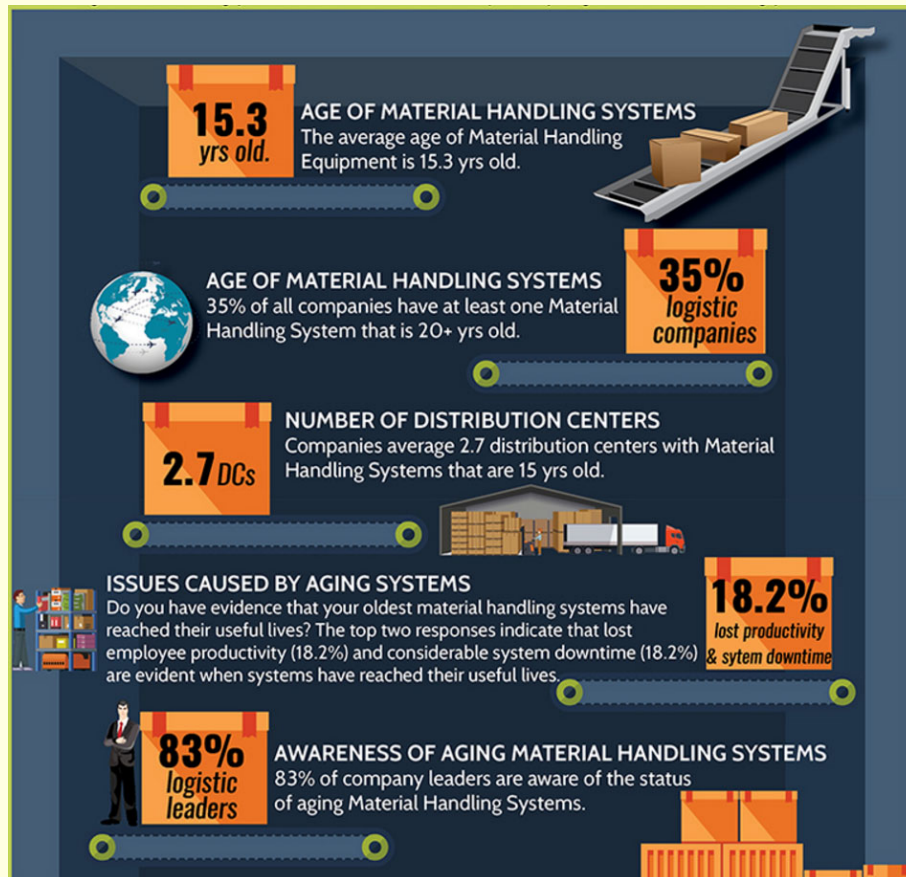 15.3
yrs old.
AGE OF MATERIAL HANDLING SYSTEMS
The average age of Material Handling
Equipment is 15.3 yrs old.
AGE OF MATERIAL HANDLING SYSTEMS
35% of all companies have at least one Material
Handling System that is 20+ yrs old.
35%
logistic
companies
2.7 DCs
NUMBER OF DISTRIBUTION CENTERS
Companies average 2.7 distribution centers with Material
Handling Systems that are 15 yrs old.
ISSUES CAUSED BY AGING SYSTEMS
Do you have evidence that your oldest material handling systems have
reached their useful lives? The top two responses indicate that lost
employee productivity (18.2%) and considerable system downtime (18.2%)
are evident when systems have reached their useful lives.
18.2%
lost productivity
& sytem downtime
83%
logistic
leaders
AWARENESS OF AGING MATERIAL HANDLING SYSTEMS
83% of company leaders are aware of the status
of aging Material Handling Systems.